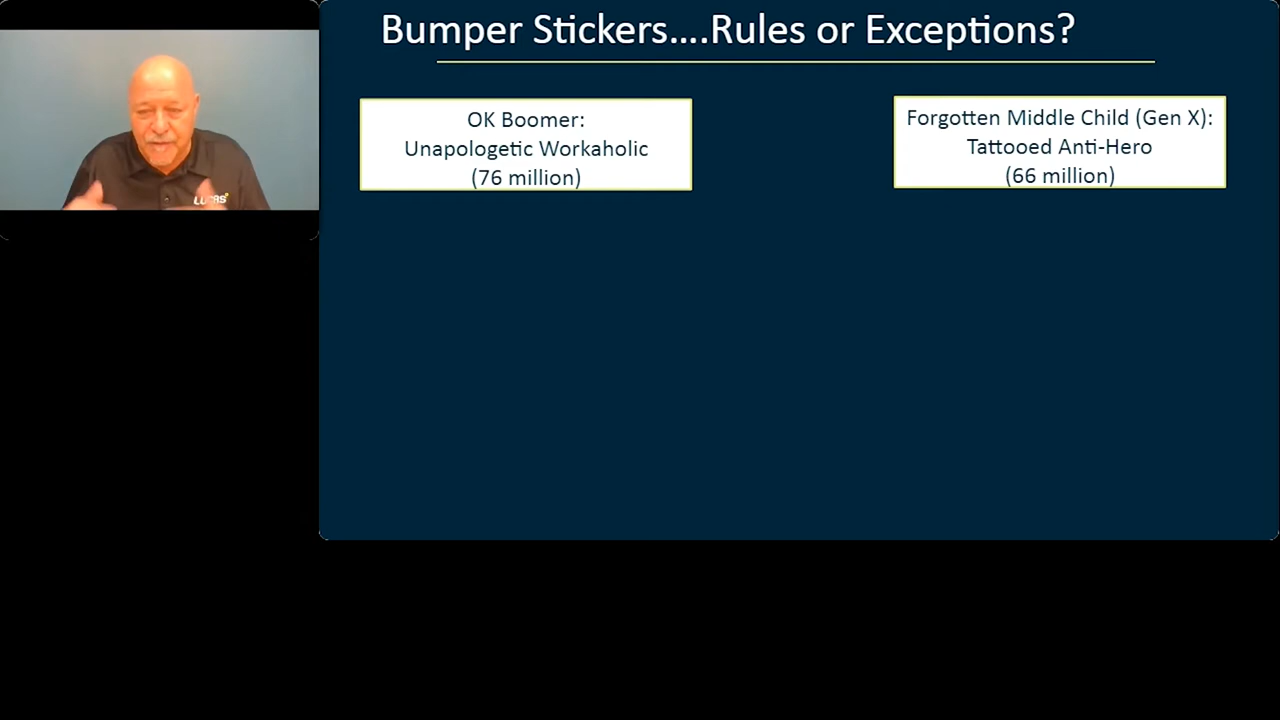 Bumper Stickers....Rules or Exceptions?
OK Boomer:
Unapologetic Workaholic
(76 million)
Forgotten Middle Child (Gen X):
Tattooed Anti-Hero
(66 million)